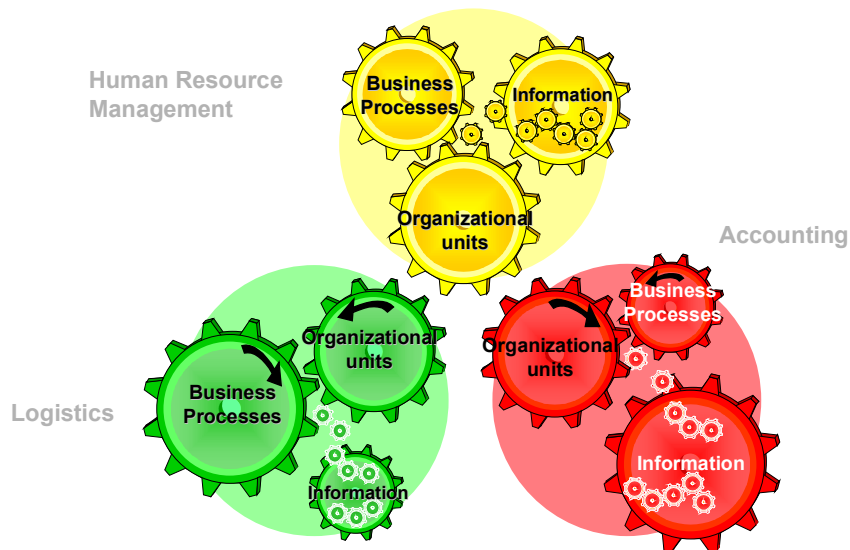 Human Resource
Management
Business
Processes
Information
Organizational
units
Accounting
Business
Processes
Organizational
units
Information
Logistics
Organizational
units
Business
Processes
Information